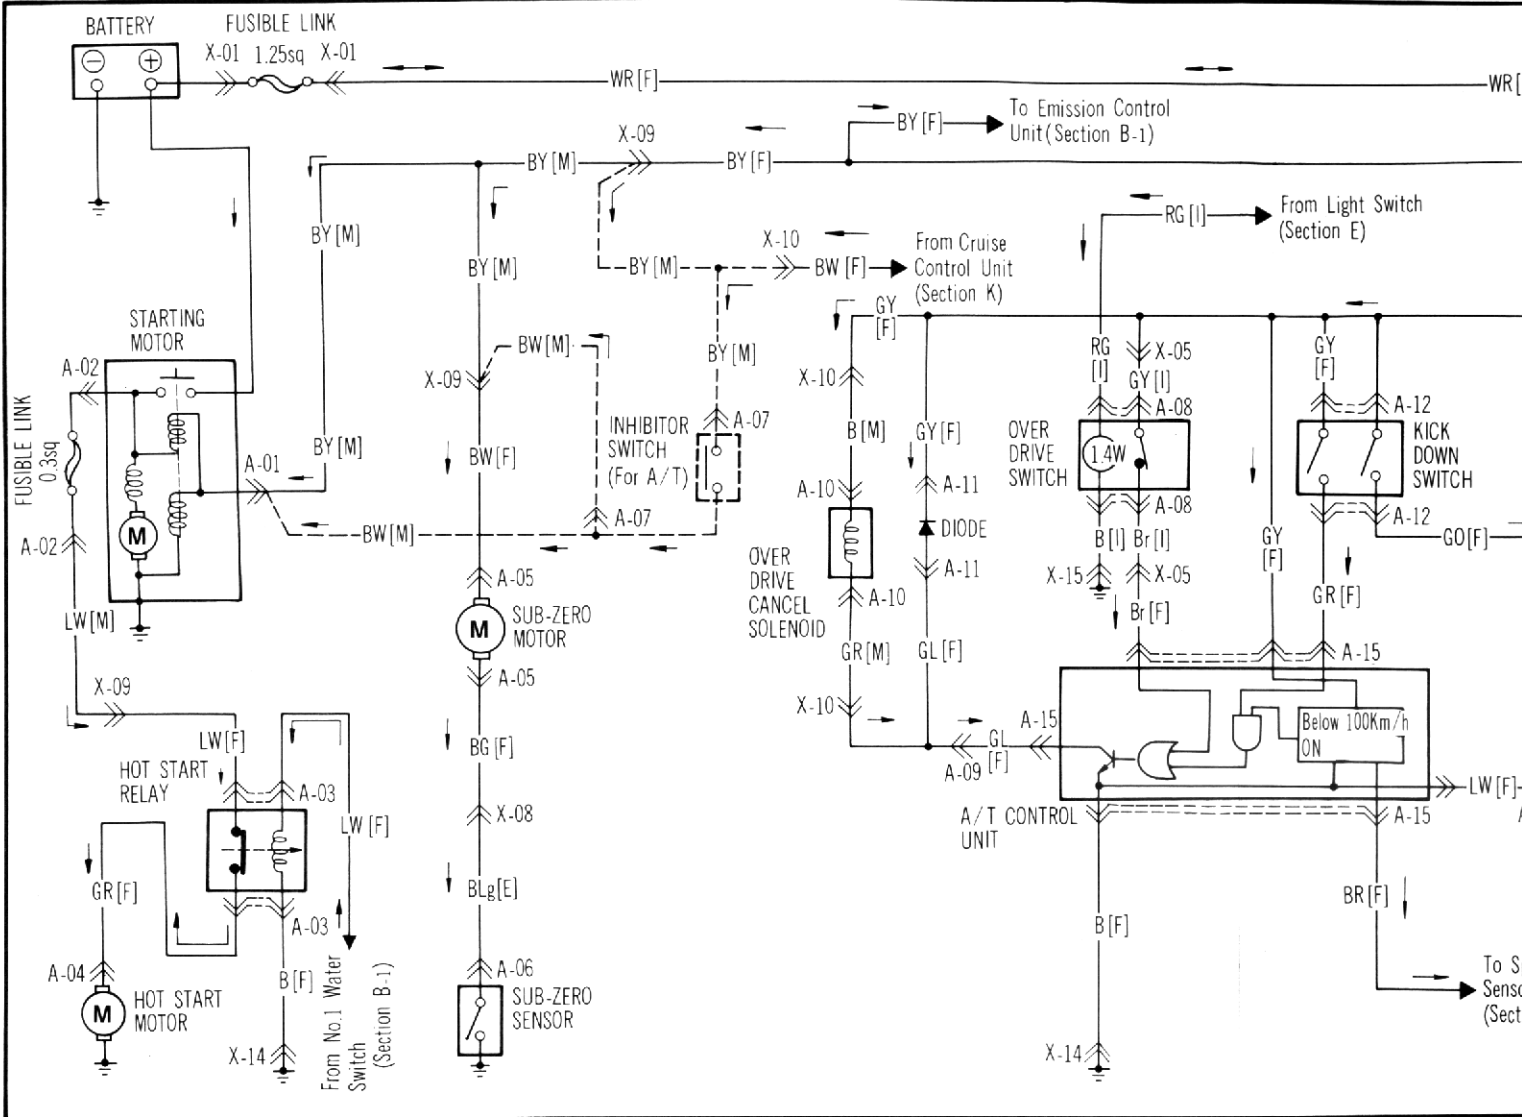 BATTERY
FUSIBLE LINK
X-01 1.25sq X-01
WR[F]
WR[
BY[F]
To Emission Control
Unit(Section B-1)
X-09
BY[M]
BY[F]
RG[I]
From Light Switch
(Section E)
BY[M]
BY[M]
BY[M]
X-10
BW[F]
From Cruise
Control Unit
(Section K)
GY
[F]
STARTING
MOTOR
A-02
FUSIBLE LINK
0.3sq
BW[M]
X-09
BY[M]
X-10
RG
[I]
X-05
GY[I]
A-08
GY
[F]
A-12
INHIBITOR
SWITCH
(For A/T)
A-07
B[M]
GY[F]
OVER
DRIVE
SWITCH
1.4W
KICK
DOWN
SWITCH
BY[M]
A-01
BW[F]
A-10
A-11
A-08
A-12
A-02
M
BW[M]
A-07
DIODE
B[I]
Br[I]
GY
[F]
GO[F]
OVER
DRIVE
CANCEL
SOLENOID
A-11
A-10
X-15
X-05
GR[F]
LW[M]
A-05
M
SUB-ZERO
MOTOR
Br[F]
GR[M]
GL[F]
A-15
A-05
X-09
X-10
LW[F]
BG[F]
A-15
A-09
GL
[F]
Below 100Km/h
ON
HOT START
RELAY
A-03
LW[F]
X-08
A/T CONTROL
UNIT
A-15
LW[F]
GR[F]
BLg[E]
BR[F]
A-03
B[F]
A-04
M
HOT START
MOTOR
B[F]
From No.1 Water
Switch
(Section B-1)
A-06
SUB-ZERO
SENSOR
To S
Senso
(Sect
X-14
X-14